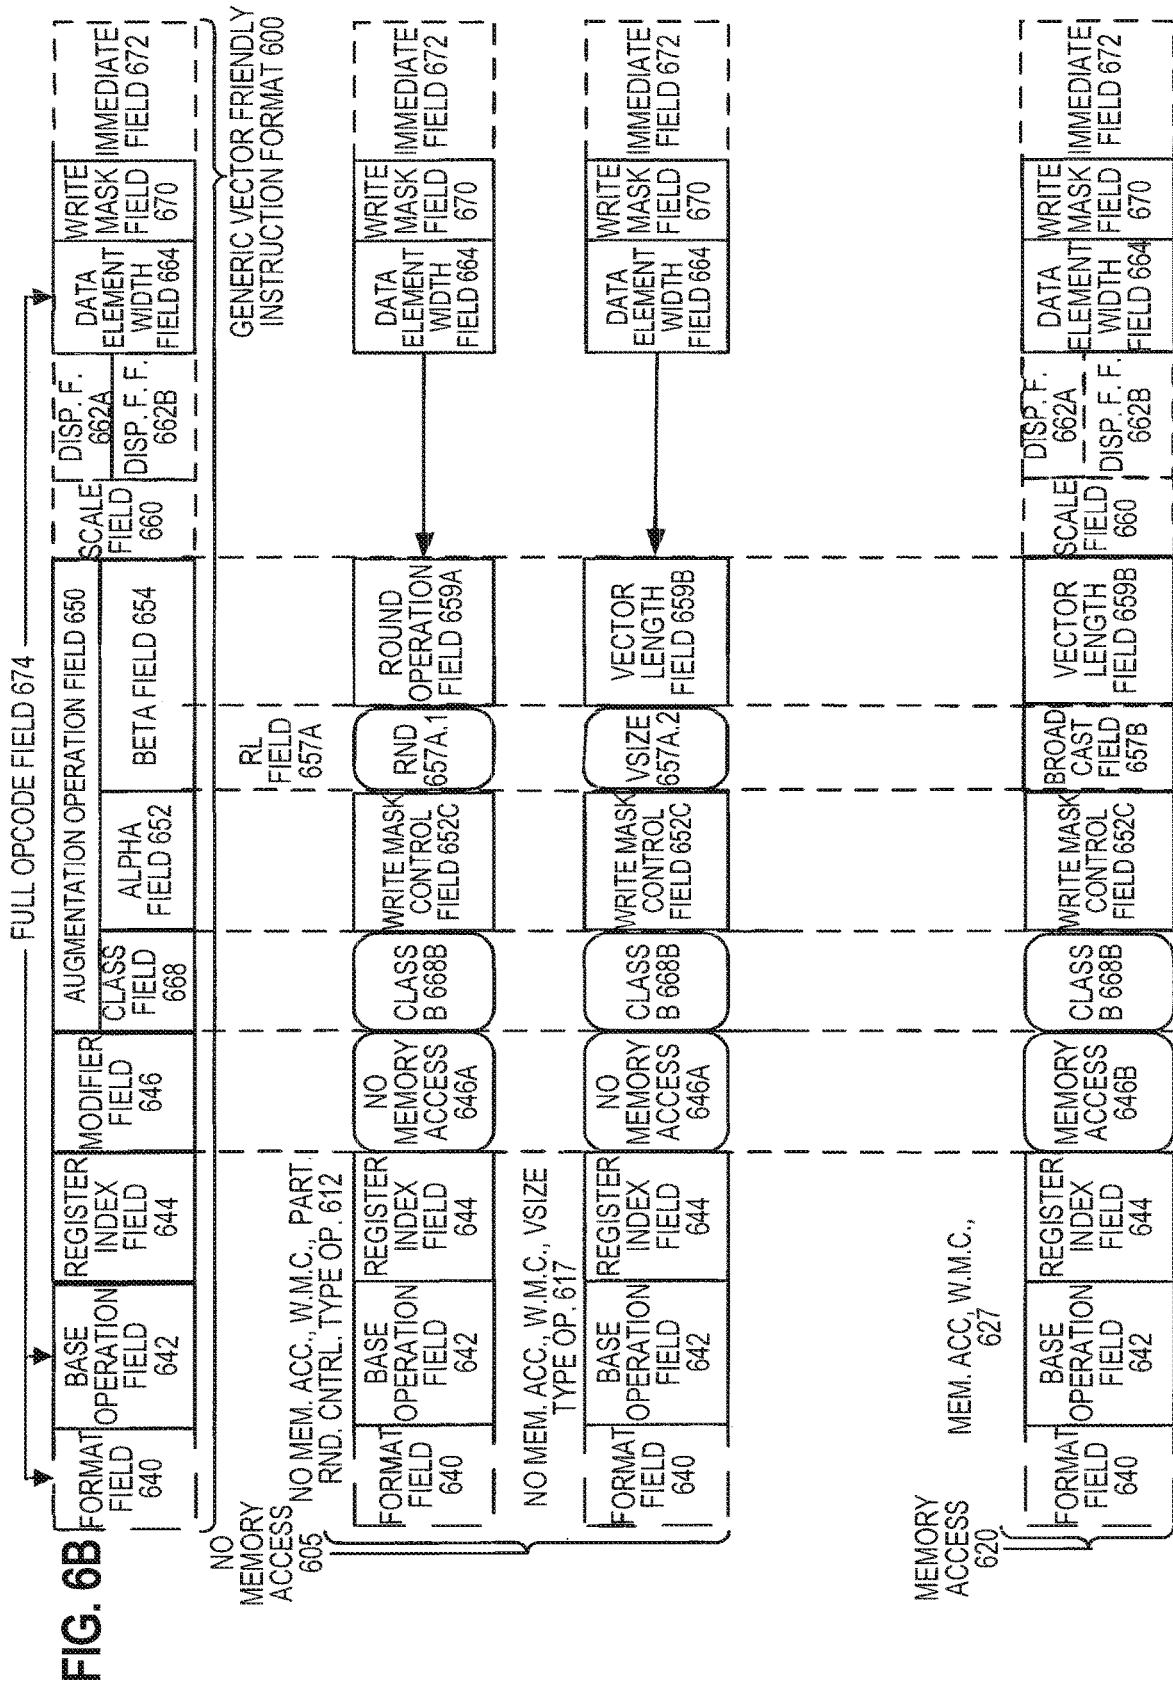 FIG. 6B
FULL OPCODE FIELD 674
FORMAT
FIELD
640
BASE
OPERATION
FIELD
642
REGISTER
INDEX
FIELD
644
MODIFIER
FIELD
646
AUGMENTATION OPERATION FIELD 650
CLASS
FIELD
668
ALPHA
FIELD 652
BETA FIELD 654
SCALE
FIELD
660
DISP. F.
662A
DISP. F. F.
662B
DATA
ELEMENT
WIDTH
FIELD 664
WRITE
MASK
FIELD
670
IMMEDIATE
FIELD 672
GENERIC VECTOR FRIENDLY
INSTRUCTION FORMAT 600
NO
MEMORY
ACCESS
605
NO MEM. ACC., W.M.C., PART.
RND. CNTRL. TYPE OP. 612
RL
FIELD
657A
FORMAT
FIELD
640
BASE
OPERATION
FIELD
642
REGISTER
INDEX
FIELD
644
NO
MEMORY
ACCESS
646A
CLASS
B 668B
WRITE MASK
CONTROL
FIELD 652C
RND
657A.1
ROUND
OPERATION
FIELD 659A
DATA
ELEMENT
WIDTH
FIELD 664
WRITE
MASK
FIELD
670
IMMEDIATE
FIELD 672
NO MEM. ACC., W.M.C., VSIZE
TYPE OP. 617
FORMAT
FIELD
640
BASE
OPERATION
FIELD
642
REGISTER
INDEX
FIELD
644
NO
MEMORY
ACCESS
646A
CLASS
B 668B
WRITE MASK
CONTROL
FIELD 652C
VSIZE
657A.2
VECTOR
LENGTH
FIELD 659B
DATA
ELEMENT
WIDTH
FIELD 664
WRITE
MASK
FIELD
670
IMMEDIATE
FIELD 672
MEMORY
ACCESS
620
MEM. ACC, W.M.C.,
627
FORMAT
FIELD
640
BASE
OPERATION
FIELD
642
REGISTER
INDEX
FIELD
644
MEMORY
ACCESS
646B
CLASS
B 668B
WRITE MASK
CONTROL
FIELD 652C
BROAD
CAST
FIELD
657B
VECTOR
LENGTH
FIELD 659B
SCALE
FIELD
660
DISP. F.
662A
DISP. F. F.
662B
DATA
ELEMENT
WIDTH
FIELD 664
WRITE
MASK
FIELD
670
IMMEDIATE
FIELD 672